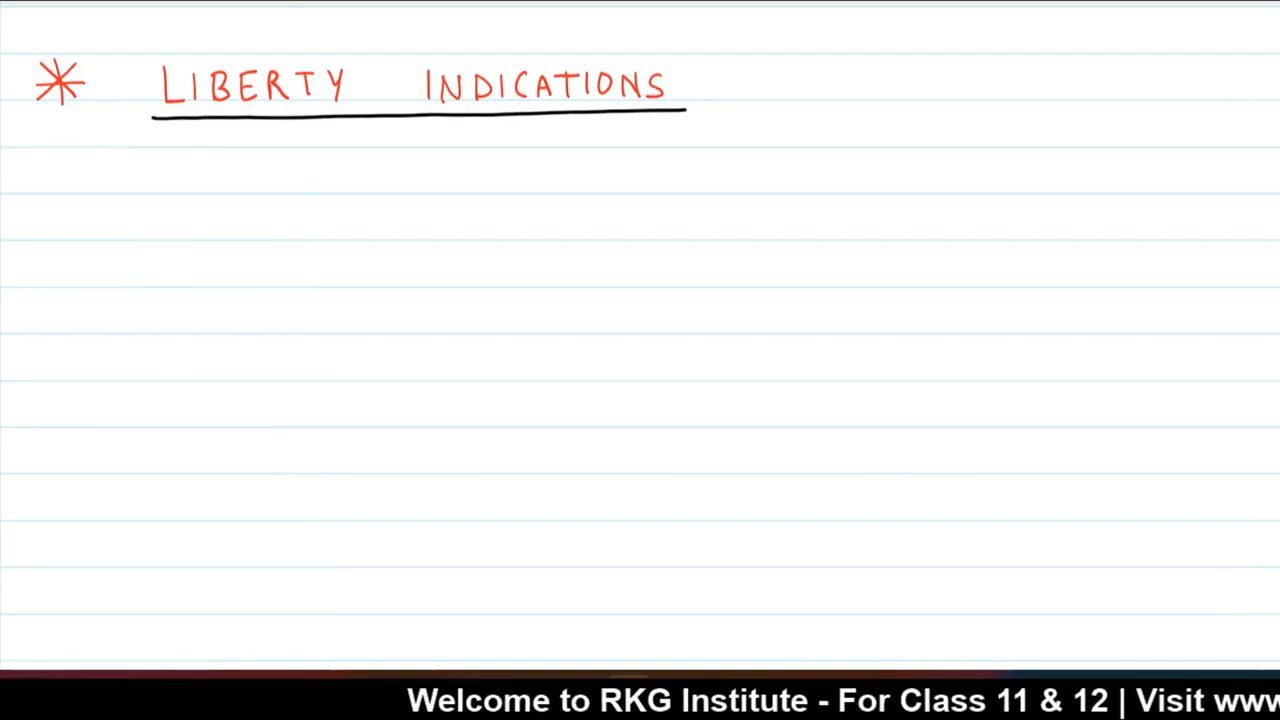 * LIBERTY INDICATIONS
Welcome to RKG Institute - For Class 11 & 12 | Visit www